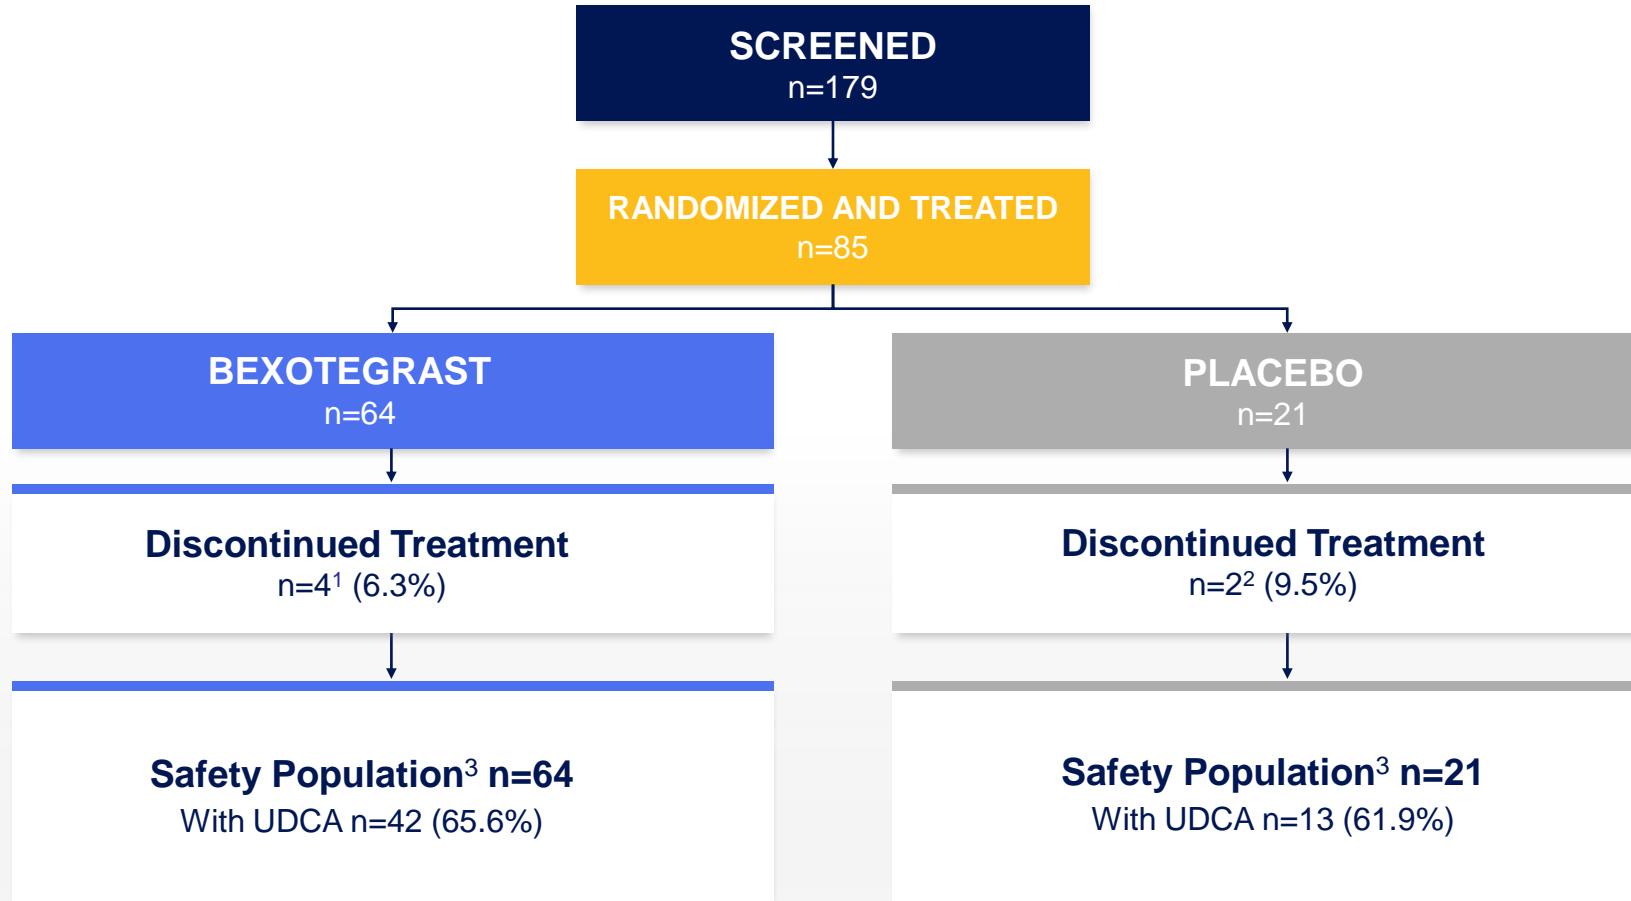 SCREENED
n=179
RANDOMIZED AND TREATED
n=85
BEXOTEGRAST
n=64
PLACEBO
n=21
Discontinued Treatment
n=4¹ (6.3%)
Discontinued Treatment
n=2² (9.5%)
Safety Population³ n=64
With UDCA n=42 (65.6%)
Safety Population³ n=21
With UDCA n=13 (61.9%)